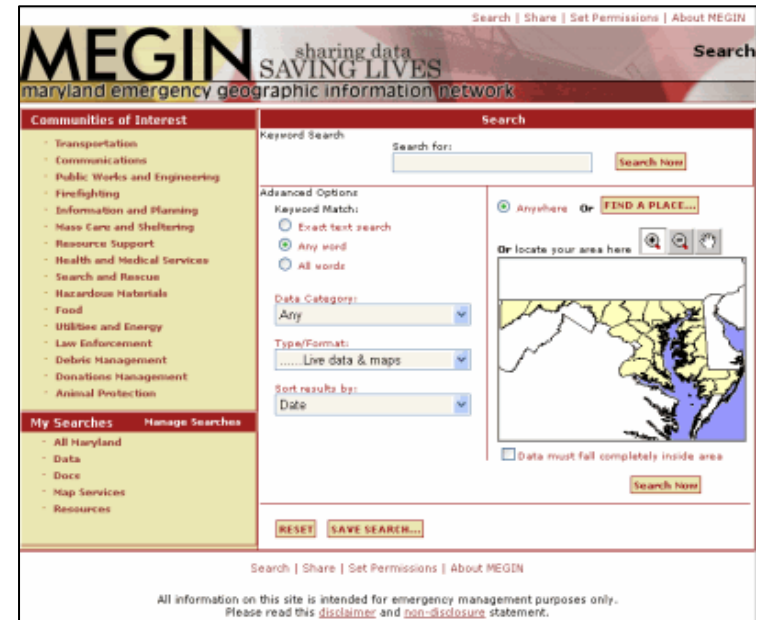 Search | Share | Set Permissions | About MEGIN
MEGIN
sharing data
SAVING LIVES
Search
maryland emergency geographic information network
Communities of Interest
Transportation
Communications
Public Works and Engineering
Firefighting
Information and Planning
Mass Care and Sheltering
Resource Support
Health and Medical Services
Search and Rescue
Hazardous Materials
Food
Utilities and Energy
Law Enforcement
Debris Management
Donations Management
Animal Protection
My Searches Manage Searches
All Maryland
Data
Docs
Map Services
Resources
Search
Keyword Search
Search for:
Search Now
Advanced Options
Keyword Match:
Exact text search
Any word
All words
Data Category:
Any
Type/Format:
......Live data & maps
Sort results by:
Date
Anywhere Or FIND A PLACE...
Or locate your area here
Data must fall completely inside area
Search Now
RESET SAVE SEARCH...
Search | Share | Set Permissions | About MEGIN
All information on this site is intended for emergency management purposes only.
Please read this disclaimer and non-disclosure statement.